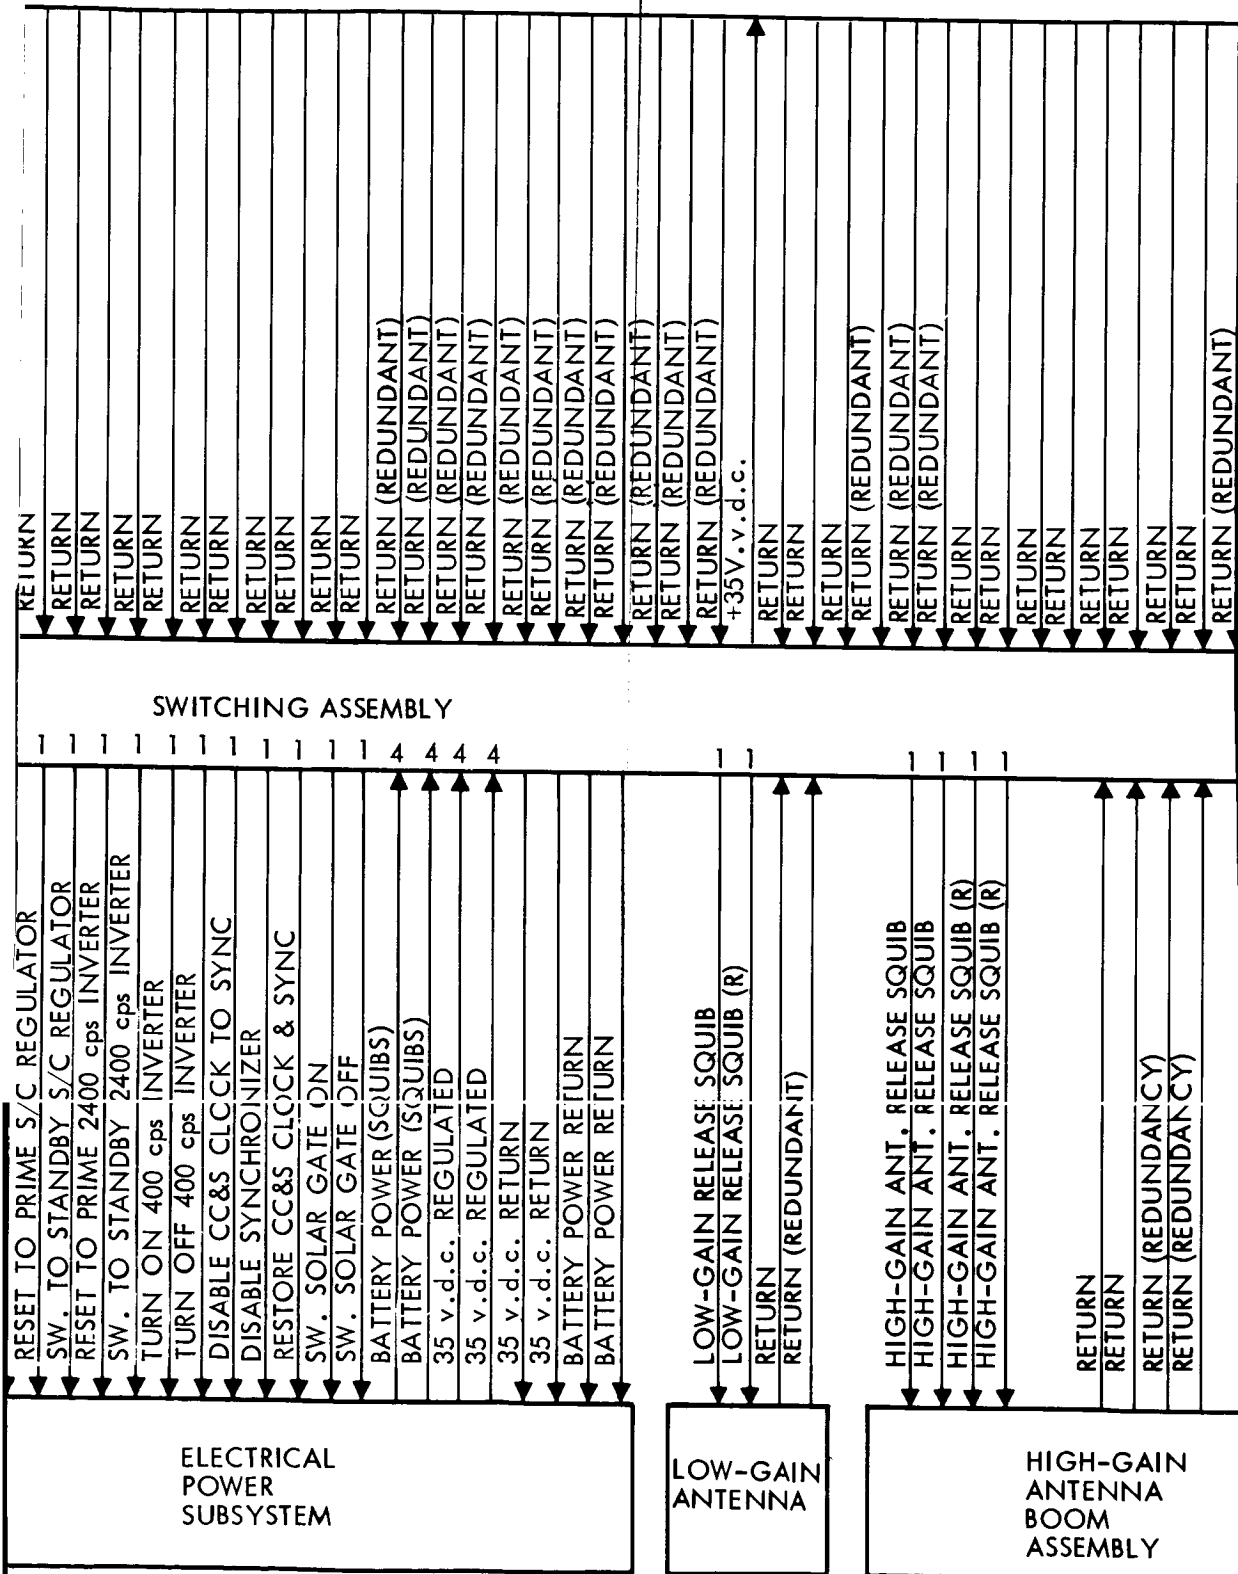 RETURN
RETURN
RETURN
RETURN
RETURN
RETURN
RETURN
RETURN
RETURN
RETURN
RETURN
RETURN (REDUNDANT)
RETURN (REDUNDANT)
RETURN (REDUNDANT)
RETURN (REDUNDANT)
RETURN (REDUNDANT)
RETURN (REDUNDANT)
RETURN (REDUNDANT)
RETURN (REDUNDANT)
RETURN (REDUNDANT)
RETURN (REDUNDANT)
RETURN (REDUNDANT)
+35V.v.d.c.
RETURN
RETURN
RETURN
RETURN (REDUNDANT)
RETURN (REDUNDANT)
RETURN (REDUNDANT)
RETURN
RETURN
RETURN
RETURN
RETURN
RETURN
RETURN
RETURN
RETURN (REDUNDANT)
SWITCHING ASSEMBLY
1 1 1 1 1 1 1 1 1 1 1 4 4 4 4 1 1 1 1 1 1
RESET TO PRIME S/C REGULATOR
SW. TO STANDBY S/C REGULATOR
RESET TO PRIME 2400 cps INVERTER
SW. TO STANDBY 2400 cps INVERTER
TURN ON 400 cps INVERTER
TURN OFF 400 cps INVERTER
DISABLE CC&S CLOCK TO SYNC
DISABLE SYNCHRONIZER
RESTORE CC&S CLOCK & SYNC
SW. SOLAR GATE ON
SW. SOLAR GATE OFF
BATTERY POWER (SQUIBS)
BATTERY POWER (SQUIBS)
35 v.d.c. REGULATED
35 v.d.c. REGULATED
35 v.d.c. RETURN
35 v.d.c. RETURN
BATTERY POWER RETURN
BATTERY POWER RETURN
LOW-GAIN RELEASE SQUIB
LOW-GAIN RELEASE SQUIB (R)
RETURN
RETURN (REDUNDANT)
HIGH-GAIN ANT. RELEASE SQUIB
HIGH-GAIN ANT. RELEASE SQUIB
HIGH-GAIN ANT. RELEASE SQUIB (R)
HIGH-GAIN ANT. RELEASE SQUIB (R)
RETURN
RETURN
RETURN (REDUNDANCY)
RETURN (REDUNDANCY)
ELECTRICAL
POWER
SUBSYSTEM
LOW-GAIN
ANTENNA
HIGH-GAIN
ANTENNA
BOOM
ASSEMBLY